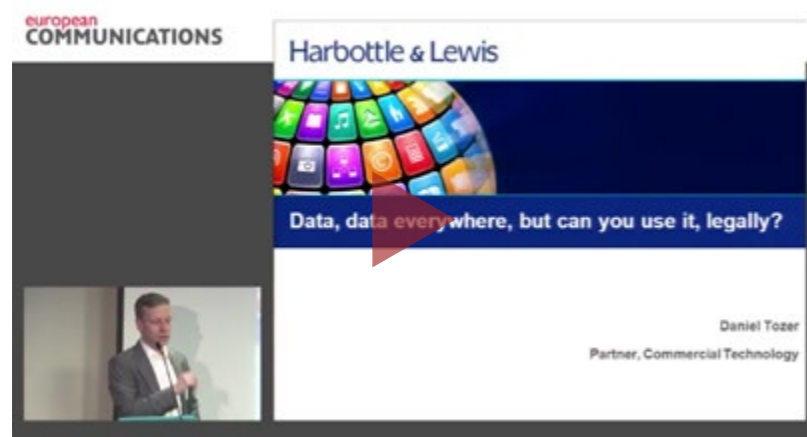 european
COMMUNICATIONS
Harbottle & Lewis
Data, data everywhere, but can you use it, legally?
Daniel Tozer
Partner, Commercial Technology